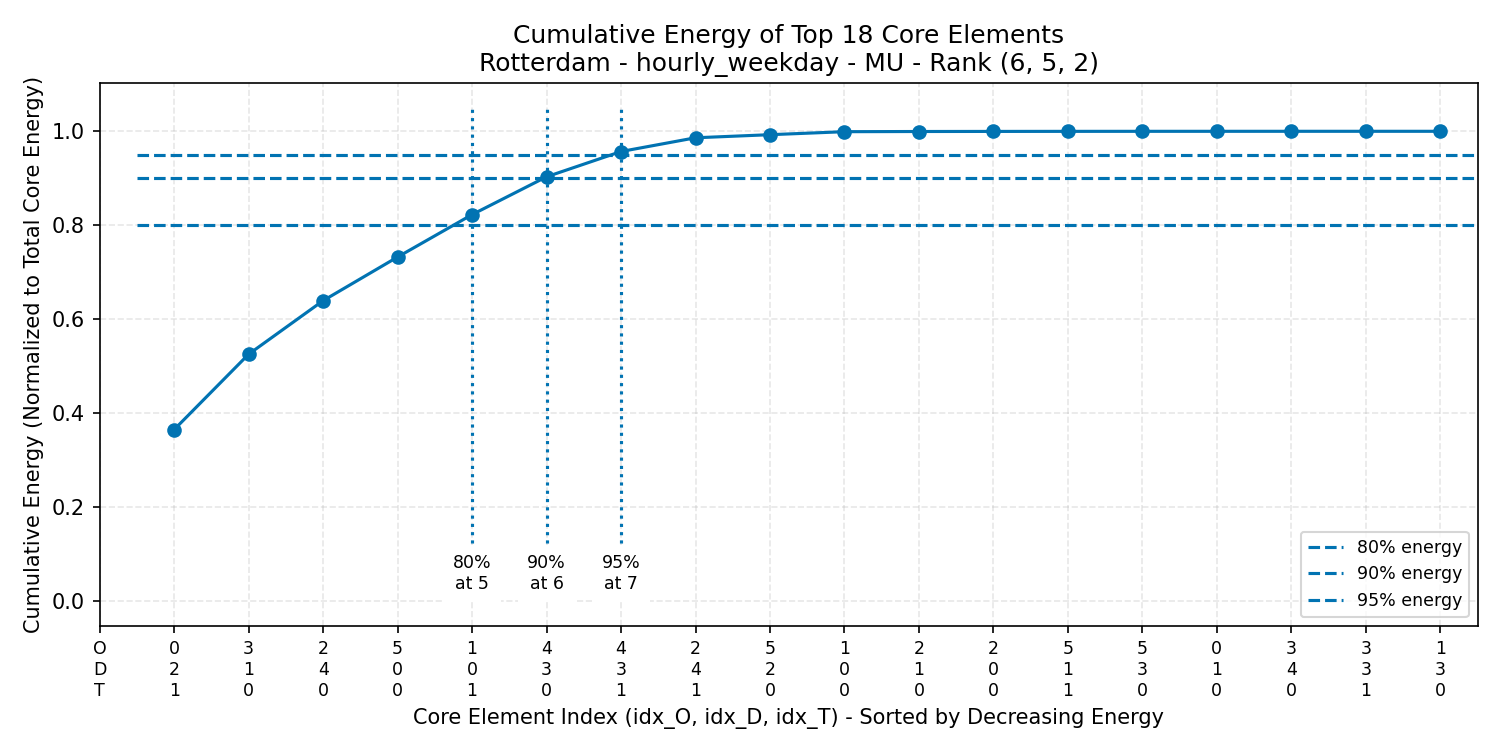 Cumulative Energy of Top 18 Core Elements
Rotterdam - hourly_weekday - MU - Rank (6, 5, 2)
Cumulative Energy (Normalized to Total Core Energy)
1.0
0.8
0.6
0.4
0.2
0.0
80%
at 5
90%
at 6
95%
at 7
80% energy
90% energy
95% energy
O 0 3 2 5 1 4 4 2 5 1 2 2 5 5 0 3 3 1
D 2 1 4 0 0 3 3 4 2 0 1 0 1 3 1 4 3 3
T 1 0 0 0 1 0 1 1 0 0 0 0 1 0 0 0 1 0
Core Element Index (idx_O, idx_D, idx_T) - Sorted by Decreasing Energy